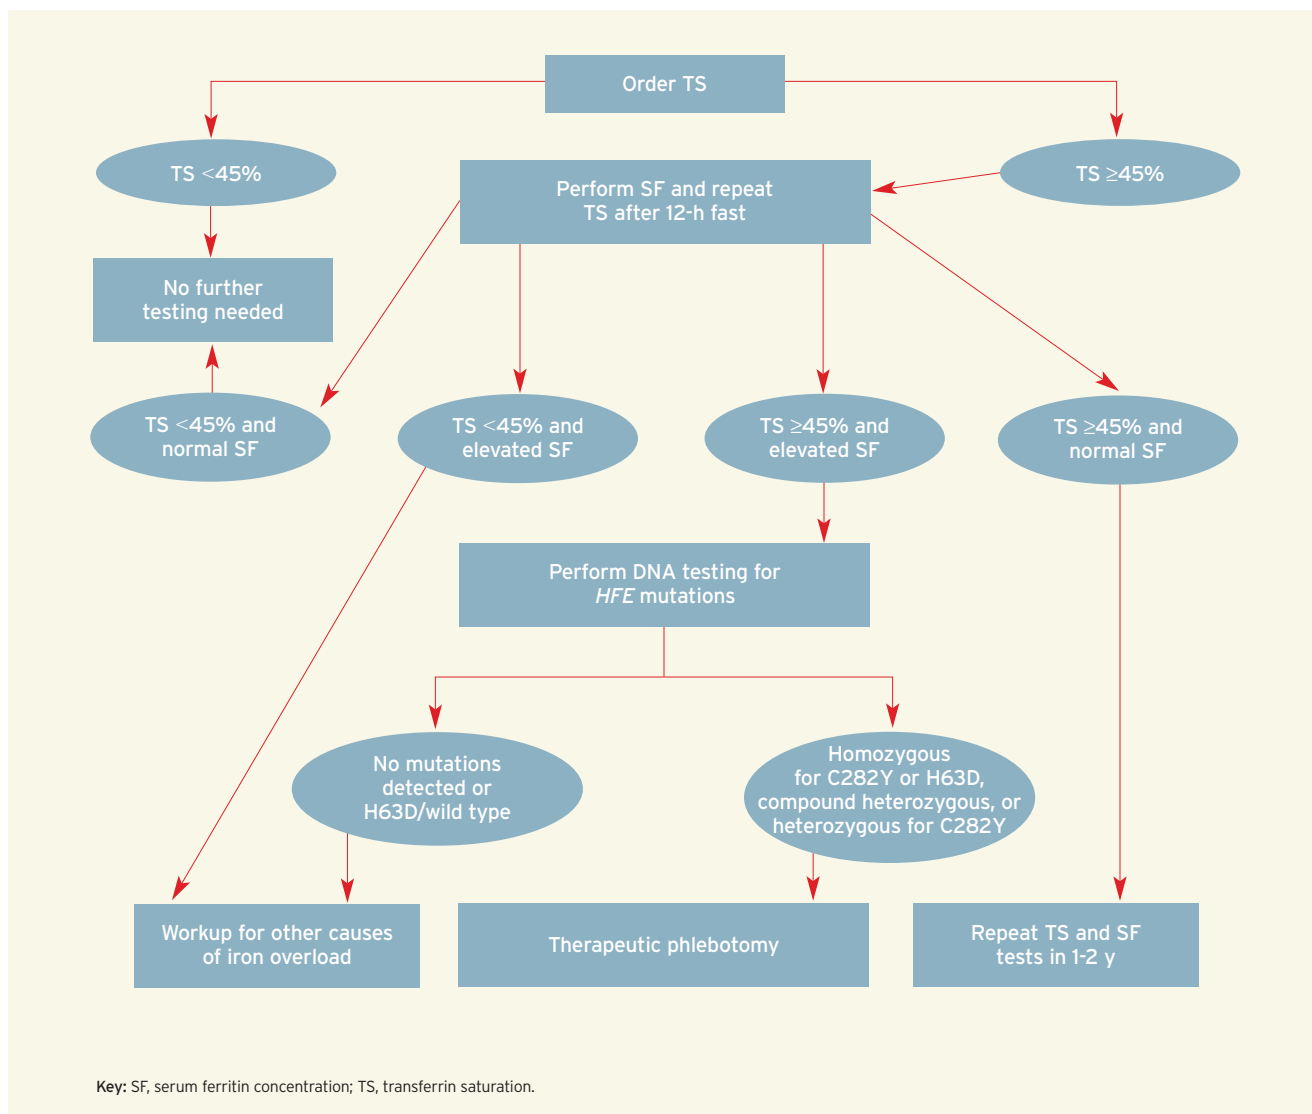 Order TS
TS <45%
Perform SF and repeat
TS after 12-h fast
TS ≥45%
No further
testing needed
TS <45% and
normal SF
TS <45% and
elevated SF
TS ≥45% and
elevated SF
TS ≥45% and
normal SF
Perform DNA testing for
HFE mutations
No mutations
detected or
H63D/wild type
Homozygous
for C282Y or H63D,
compound heterozygous, or
heterozygous for C282Y
Workup for other causes
of iron overload
Therapeutic phlebotomy
Repeat TS and SF
tests in 1-2 y
Key: SF, serum ferritin concentration; TS, transferrin saturation.